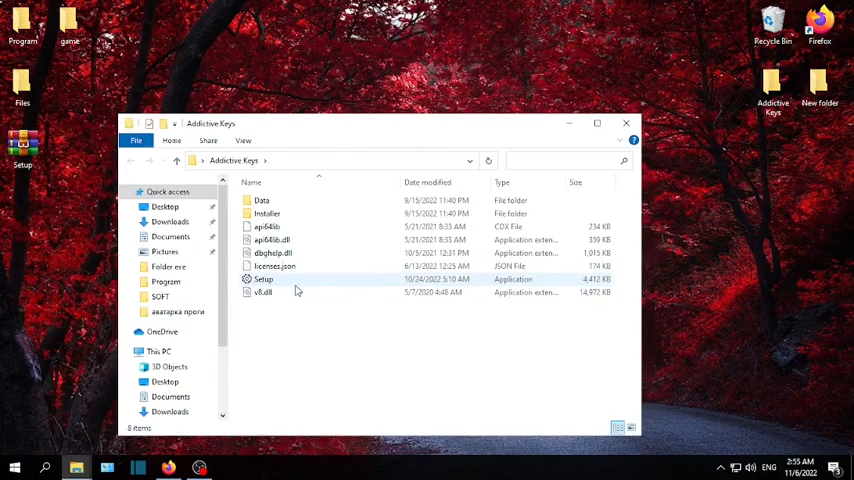 Program
game
Recycle Bin
Firefox
Files
Addictive Keys
New folder
Setup
Addictive Keys
File Home Share View
Addictive Keys
Name Date modified Type Size
Quick access
Desktop
Downloads
Documents
Pictures
Folder exe
Program
SOFT
аватарка проги
OneDrive
This PC
3D Objects
Desktop
Documents
Downloads
Data 9/15/2022 11:40 PM File folder
Installer 9/15/2022 11:40 PM File folder
api64lib 5/21/2021 8:33 AM CDX File 234 KB
api64lib.dll 5/21/2021 8:33 AM Application exten... 359 KB
dbghelp.dll 10/5/2021 12:31 PM Application exten... 1,015 KB
licenses.json 6/13/2022 12:25 AM JSON File 174 KB
Setup 10/24/2022 5:10 AM Application 4,412 KB
v8.dll 5/7/2020 4:48 AM Application exten... 14,972 KB
8 items
ENG
2:55 AM
11/6/2022
3